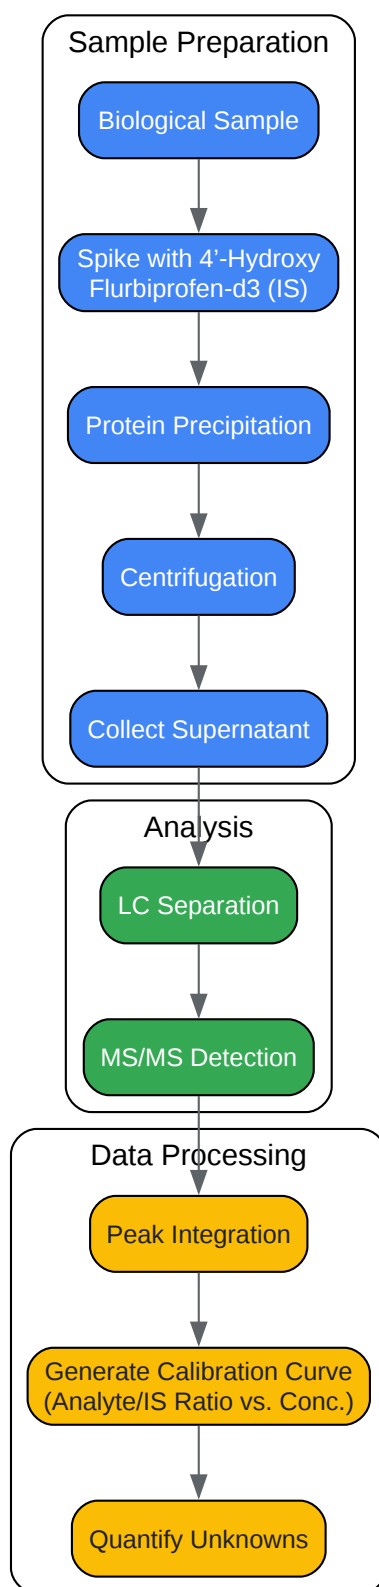 Sample Preparation
Biological Sample
Spike with 4’-Hydroxy
Flurbiprofen-d3 (IS)
Protein Precipitation
Centrifugation
Collect Supernatant
Analysis
LC Separation
MS/MS Detection
Data Processing
Peak Integration
Generate Calibration Curve
(Analyte/IS Ratio vs. Conc.)
Quantify Unknowns